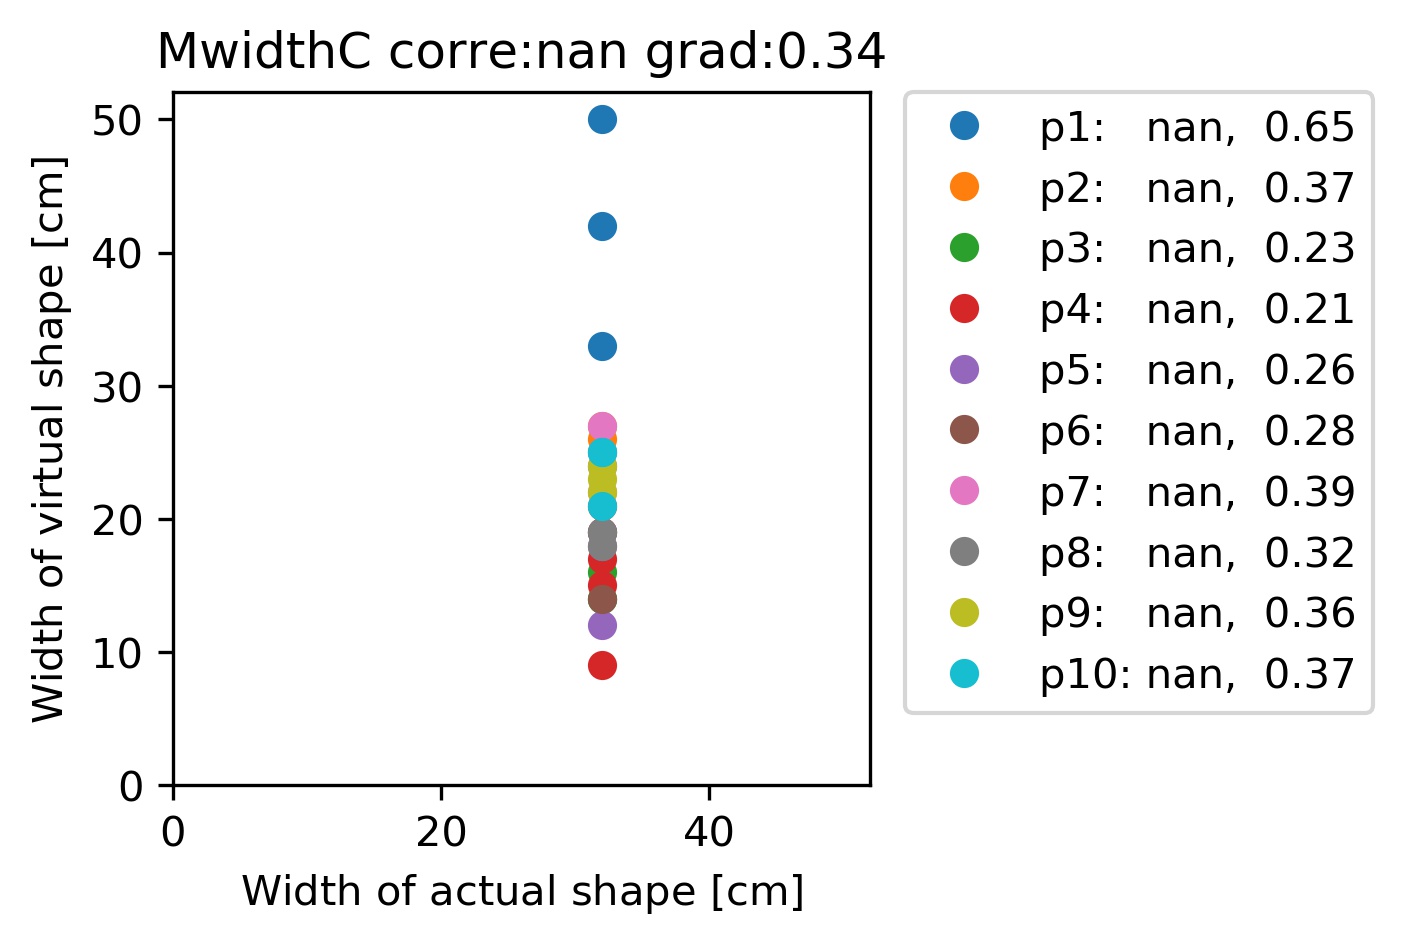 MwidthC corre:nan grad:0.34
Width of virtual shape [cm]
50
40
30
20
10
0
0 20 40
Width of actual shape [cm]
p1: nan, 0.65
p2: nan, 0.37
p3: nan, 0.23
p4: nan, 0.21
p5: nan, 0.26
p6: nan, 0.28
p7: nan, 0.39
p8: nan, 0.32
p9: nan, 0.36
p10: nan, 0.37